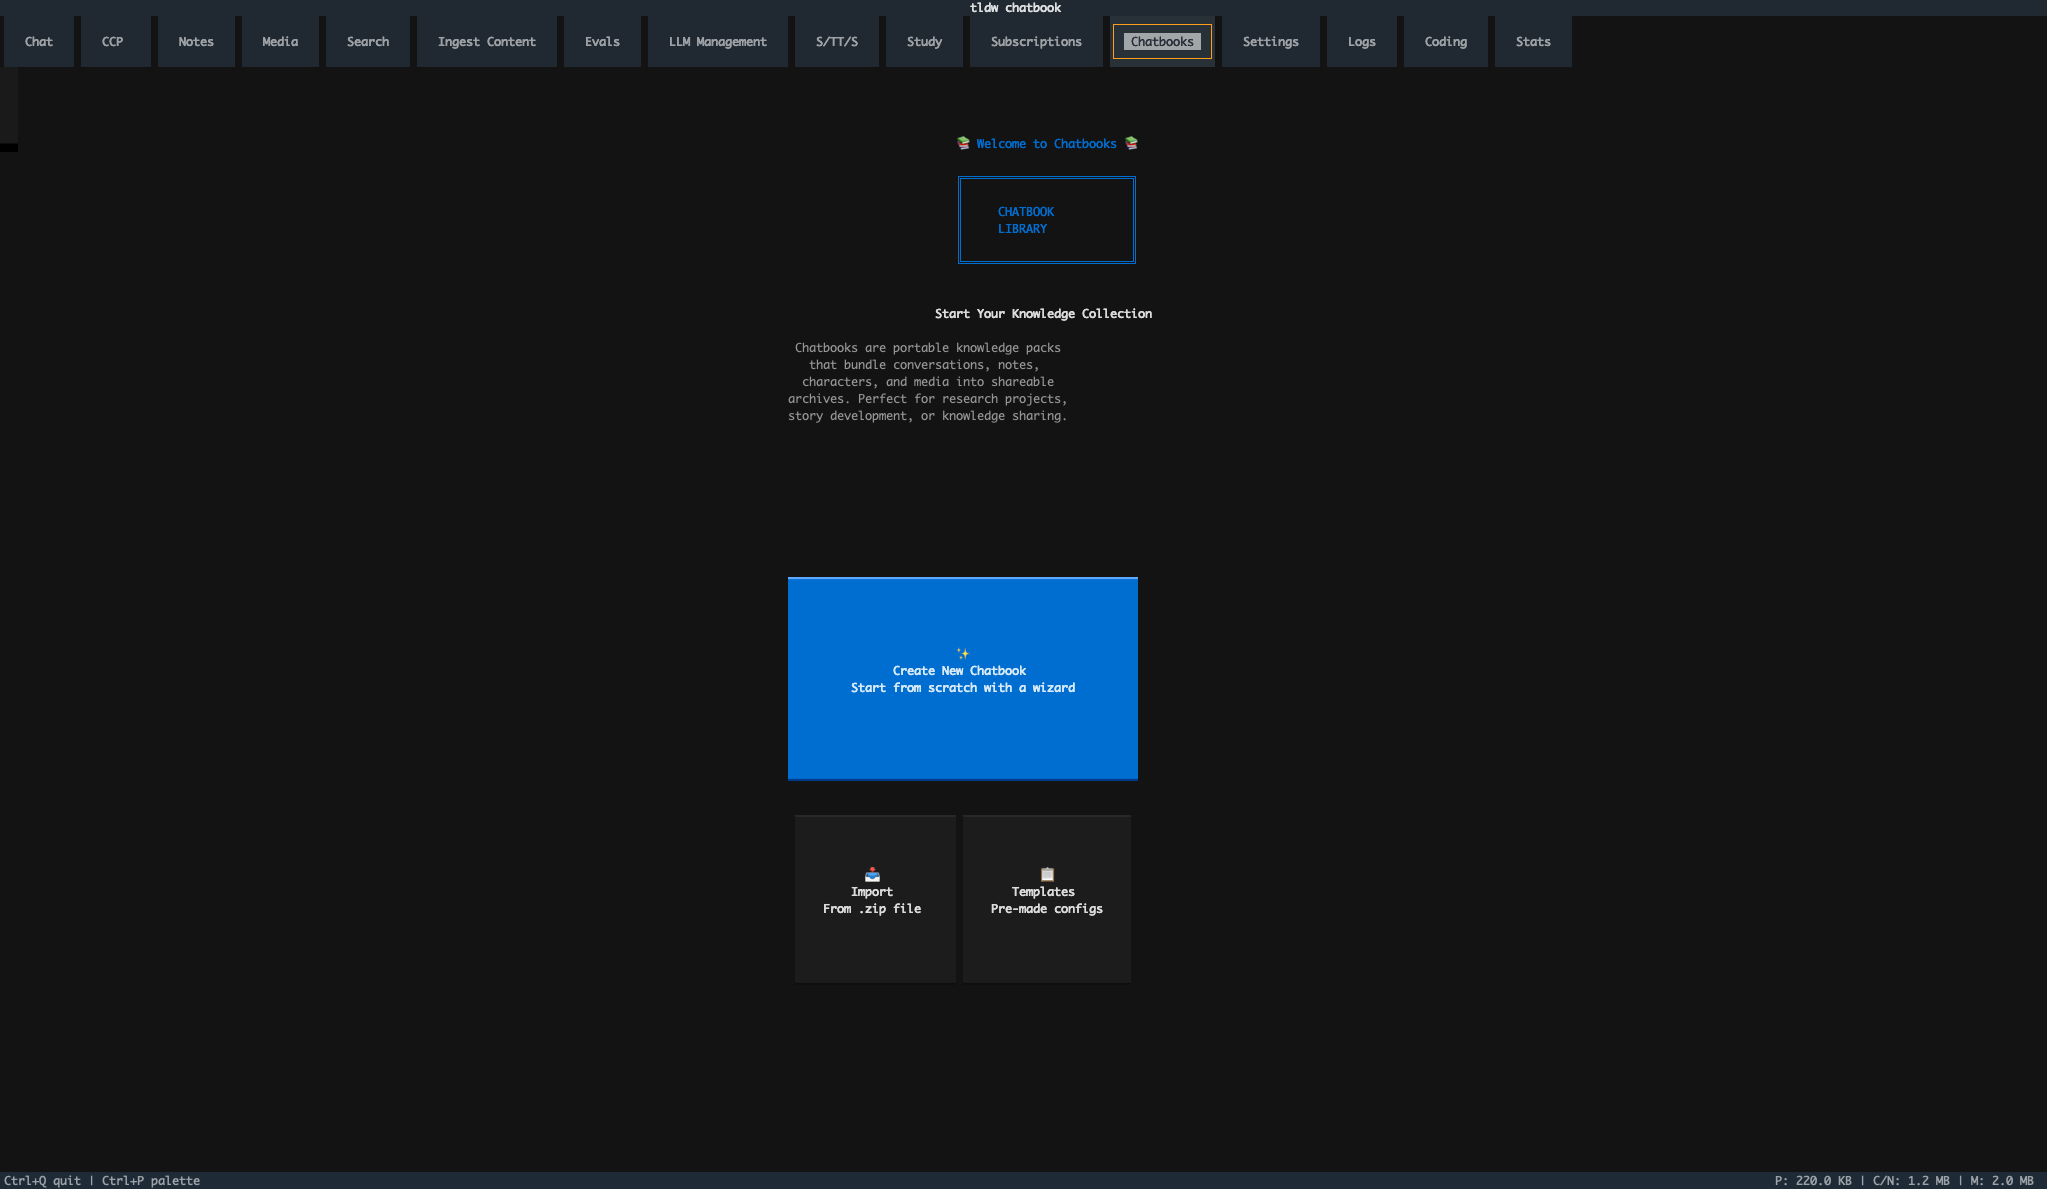 tldw chatbook
Chat CCP Notes Media Search Ingest Content Evals LLM Management S/TT/S Study Subscriptions Chatbooks Settings Logs Coding Stats
📚 Welcome to Chatbooks 📚
CHATBOOK
LIBRARY
Start Your Knowledge Collection
Chatbooks are portable knowledge packs
that bundle conversations, notes,
characters, and media into shareable
archives. Perfect for research projects,
story development, or knowledge sharing.
✨
Create New Chatbook
Start from scratch with a wizard
📥
Import
From .zip file
📋
Templates
Pre-made configs
Ctrl+Q quit | Ctrl+P palette
P: 220.0 KB | C/N: 1.2 MB | M: 2.0 MB